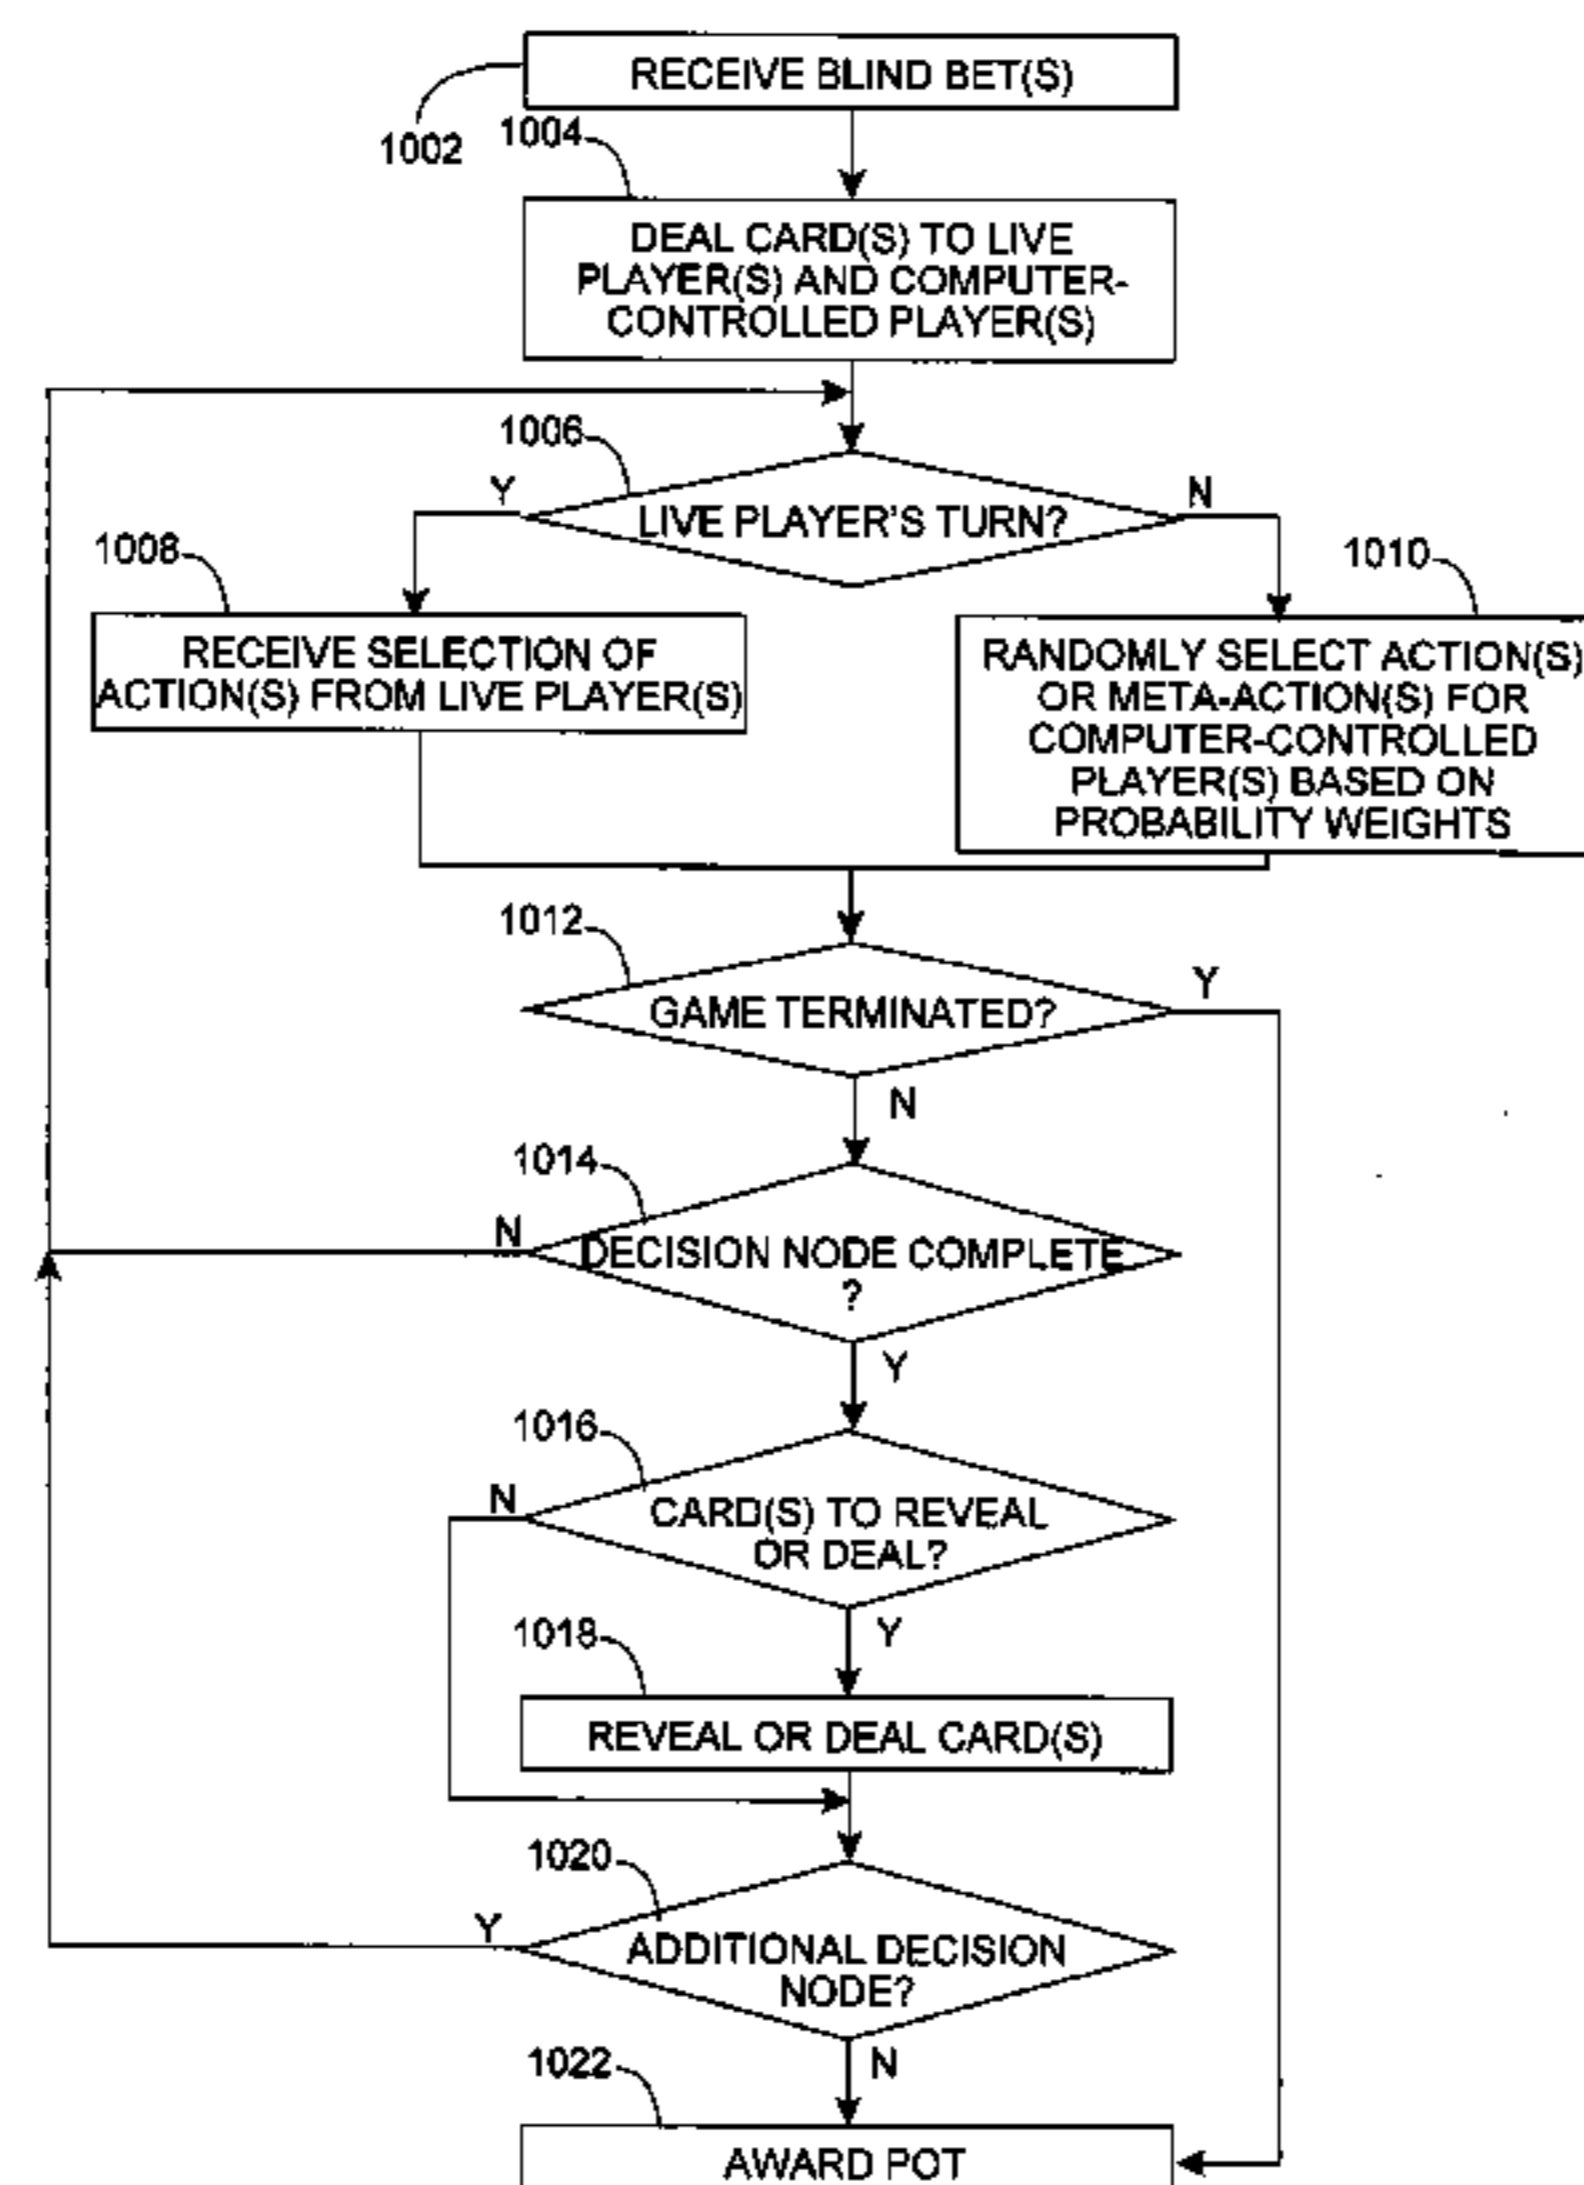 RECEIVE BLIND BET(S)
1002
1004
DEAL CARD(S) TO LIVE
PLAYER(S) AND COMPUTER-
CONTROLLED PLAYER(S)
1006
Y
N
LIVE PLAYER'S TURN?
1008
1010
RECEIVE SELECTION OF
ACTION(S) FROM LIVE PLAYER(S)
RANDOMLY SELECT ACTION(S)
OR META-ACTION(S) FOR
COMPUTER-CONTROLLED
PLAYER(S) BASED ON
PROBABILITY WEIGHTS
1012
Y
GAME TERMINATED?
N
1014
N
DECISION NODE COMPLETE
?
Y
1016
N
CARD(S) TO REVEAL
OR DEAL?
Y
1018
REVEAL OR DEAL CARD(S)
1020
Y
ADDITIONAL DECISION
NODE?
N
1022
AWARD POT